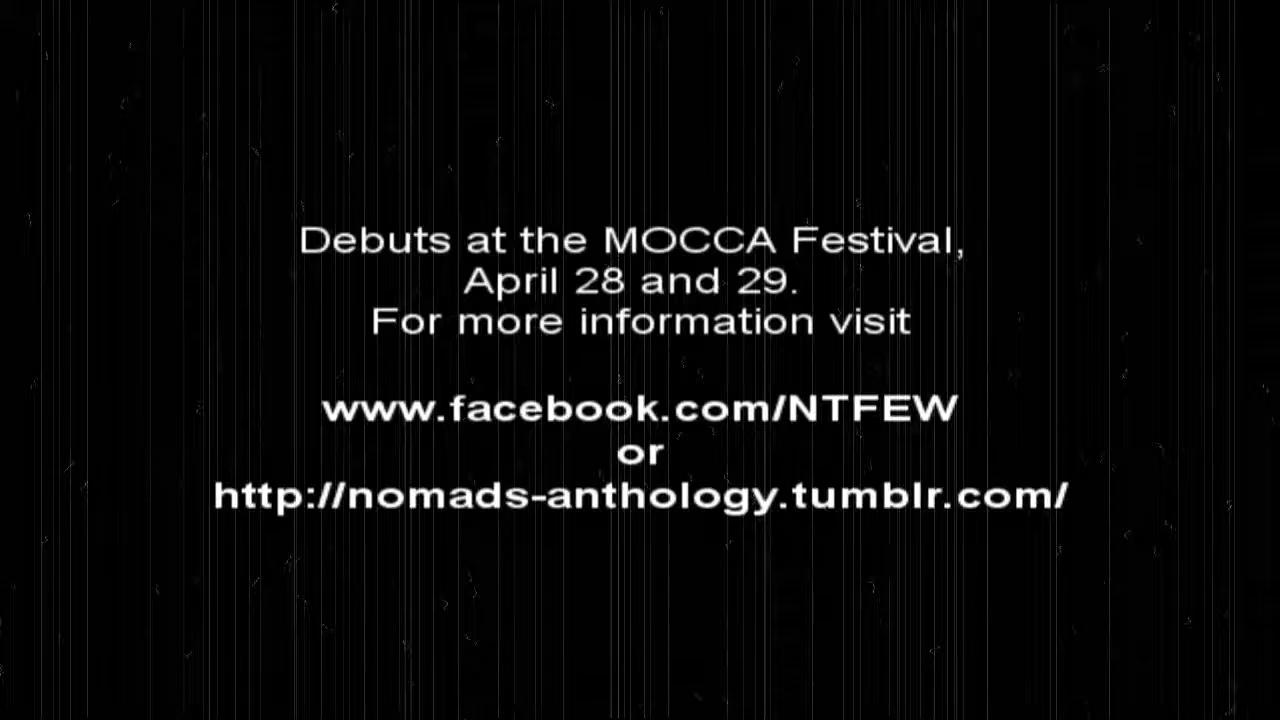 Debuts at the MOCCA Festival,
April 28 and 29.
For more information visit
www.facebook.com/NTFEW
or
http://nomads-anthology.tumblr.com/